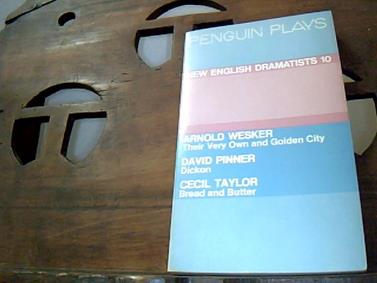 PENGUIN PLAYS
NEW ENGLISH DRAMATISTS 10
ARNOLD WESKER
Their Very Own and Golden City
DAVID PINNER
Dickon
CECIL TAYLOR
Bread and Butter